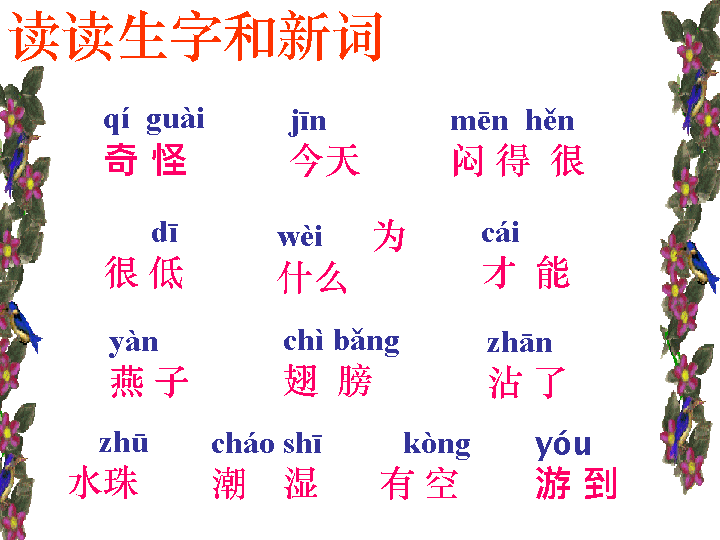 读读生字和新词
qí guài jīn mēn hěn
奇 怪 今天 闷 得 很
dī wèi 为 cái
很 低 什么 才 能
yàn chì bǎng zhān
燕 子 翅 膀 沾 了
zhū cháo shī kòng yóu
水珠 潮 湿 有 空 游 到